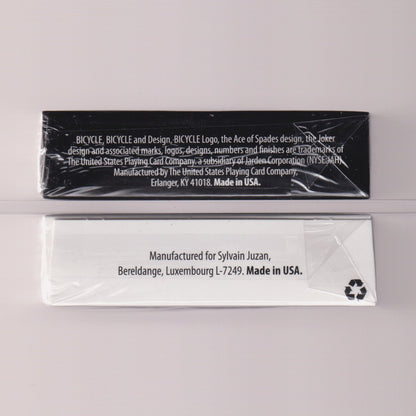 BICYCLE, BICYCLE and Design, BICYCLE Logo, the Ace of Spades design, the Joker
design and associated marks, logos, designs, numbers and finishes are trademarks of
The United States Playing Card Company, a subsidiary of Jarden Corporation (NYSE:JAH).
Manufactured by The United States Playing Card Company,
Erlanger, KY 41018. Made in USA.
Manufactured for Sylvain Juzan,
Bereldange, Luxembourg L-7249. Made in USA.